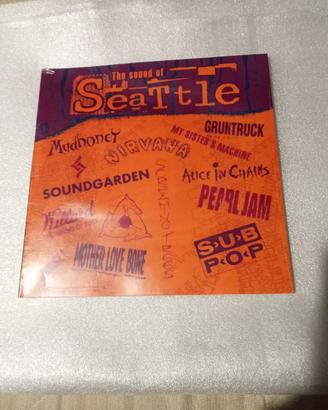 The sound of
Seattle
GRUNTRUCK
Mudhoney
NIRVANA
MY SISTER'S MACHINE
SOUNDGARDEN
ALICE IN CHAINS
PEARL JAM
Willard
MOTHER LOVE BONE
SUB
POP